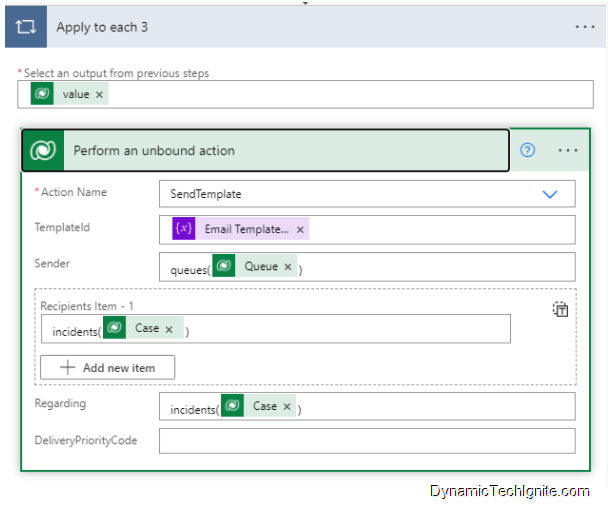 Apply to each 3
* Select an output from previous steps
value ×
Perform an unbound action
* Action Name
SendTemplate
TemplateId
{x} Email Template... ×
Sender
queues( Queue × )
Recipients Item - 1
incidents( Case × )
Add new item
Regarding
incidents( Case × )
DeliveryPriorityCode
DynamicTechIgnite.com